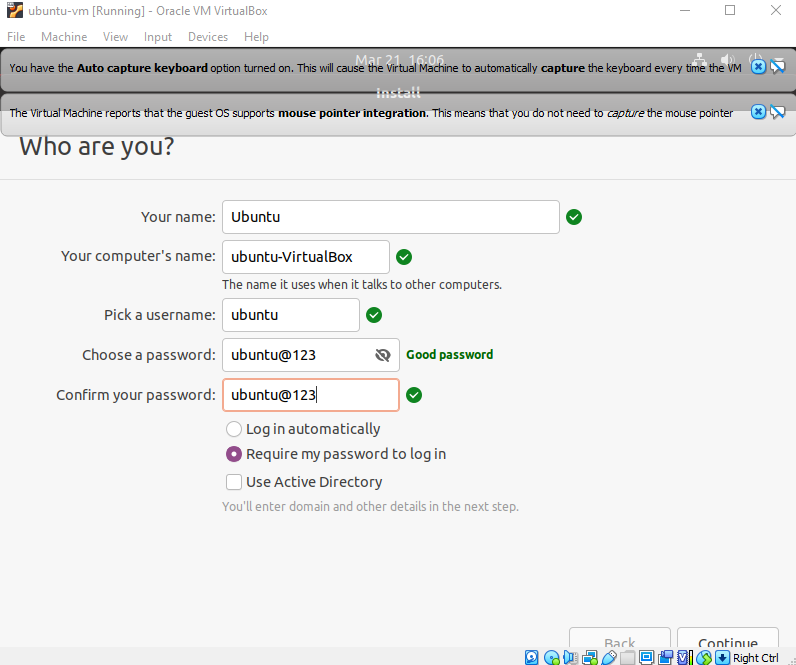 ubuntu-vm [Running] - Oracle VM VirtualBox
File Machine View Input Devices Help
Mar 21 16:06
You have the Auto capture keyboard option turned on. This will cause the Virtual Machine to automatically capture the keyboard every time the VM
Install
The Virtual Machine reports that the guest OS supports mouse pointer integration. This means that you do not need to capture the mouse pointer
Who are you?
Your name: Ubuntu
Your computer's name: ubuntu-VirtualBox
The name it uses when it talks to other computers.
Pick a username: ubuntu
Choose a password: ubuntu@123 Good password
Confirm your password: ubuntu@123
Log in automatically
Require my password to log in
Use Active Directory
You'll enter domain and other details in the next step.
Back Continue
Right Ctrl